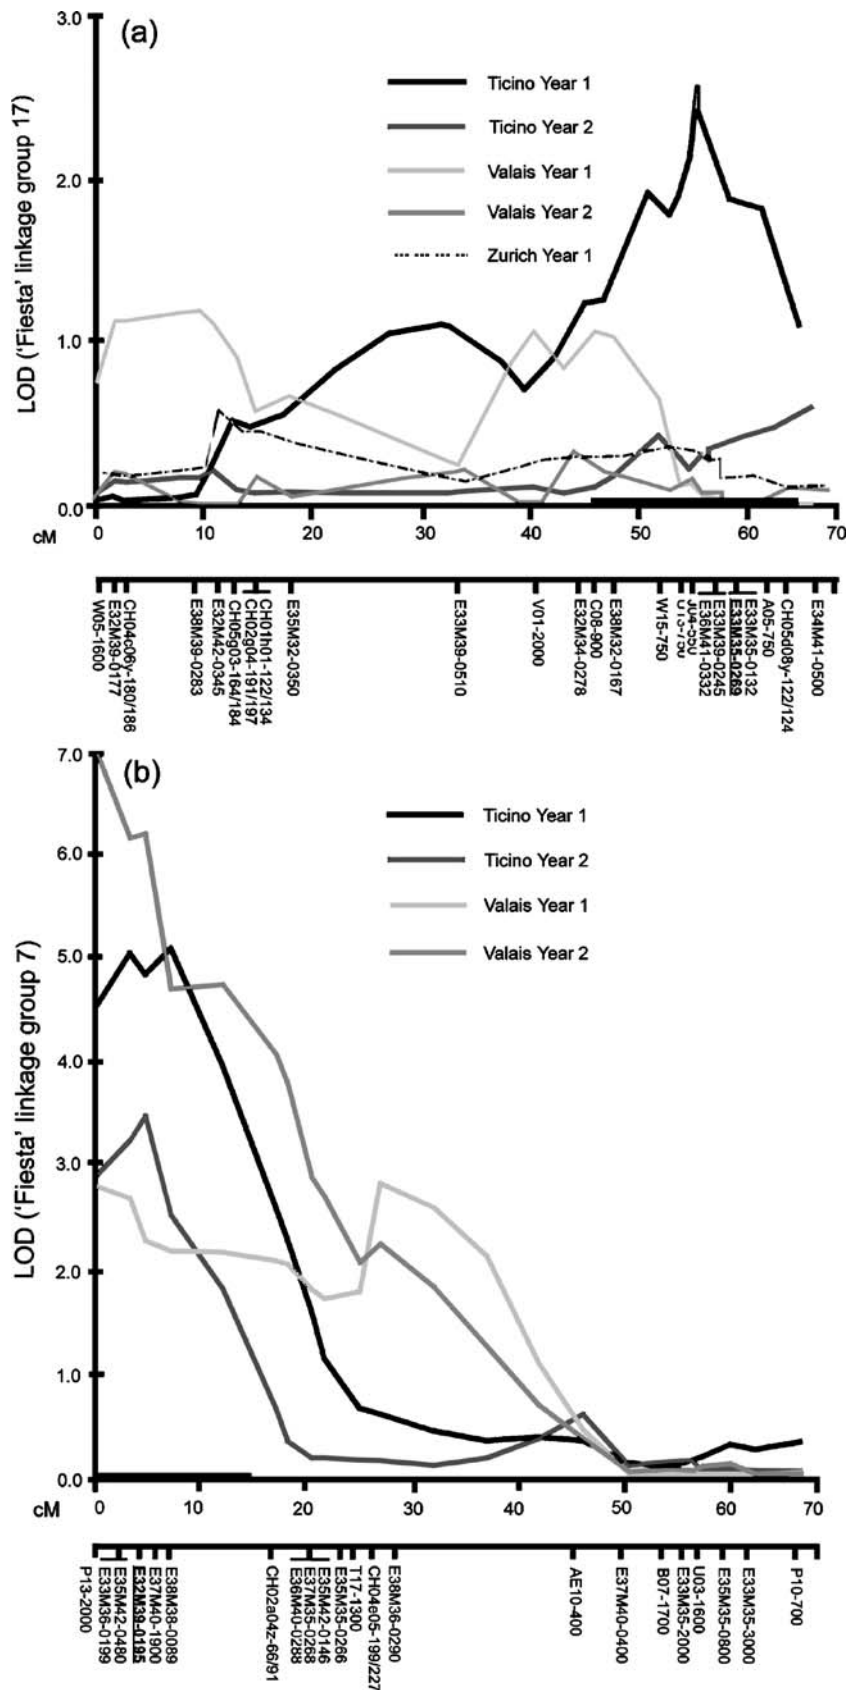 (a)
LOD ('Fiesta' linkage group 17)
3.0
2.0
1.0
0.0
Ticino Year 1
Ticino Year 2
Valais Year 1
Valais Year 2
Zurich Year 1
cM
0
10
20
30
40
50
60
70
W05-1600
E32M39-0177
CH04c06y-180/186
E38M39-0283
E32M42-0345
CH05g03-164/184
CH02g04-191/197
CH01h01-122/134
E35M32-0350
E33M39-0510
V01-2000
E32M34-0278
C08-900
E38M32-0167
W15-750
J04-550
E36M41-0332
E33M39-0245
E33M35-0269
E33M35-0132
A05-750
CH05d08y-122/124
E34M41-0500
(b)
LOD ('Fiesta' linkage group 7)
7.0
6.0
5.0
4.0
3.0
2.0
1.0
0.0
Ticino Year 1
Ticino Year 2
Valais Year 1
Valais Year 2
cM
0
10
20
30
40
50
60
70
P13-2000
E33M36-0199
E35M42-0480
E32M39-0195
E37M40-1900
E38M38-0089
CH02a04z-66/91
E36M40-0288
E37M35-0268
E35M42-0146
E35M35-0266
T17-1300
CH04e05-199/227
E38M36-0290
AE10-400
E37M40-0400
B07-1700
E33M35-2000
U03-1600
E35M35-0800
E33M35-3000
P10-700